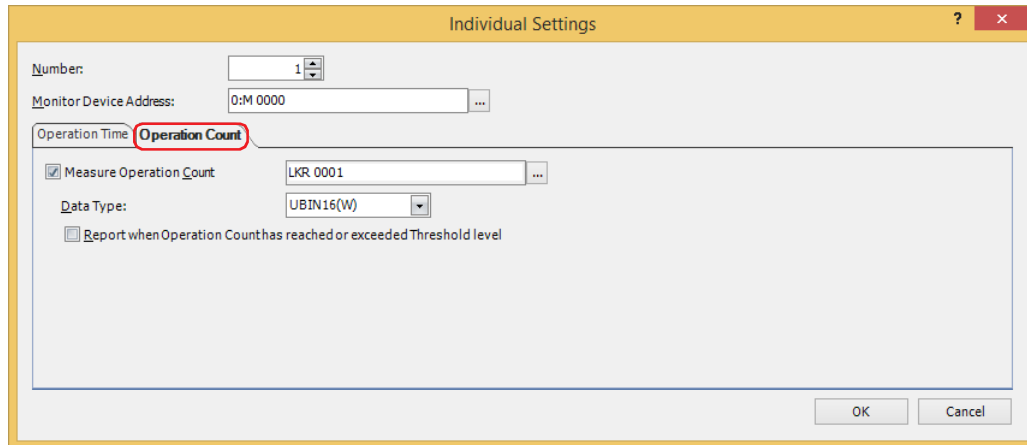 Individual Settings
?
×
Number:
1
Monitor Device Address:
0:M 0000
...
Operation Time
Operation Count
Measure Operation Count
LKR 0001
...
Data Type:
UBIN16(W)
Report when Operation Count has reached or exceeded Threshold level
OK
Cancel